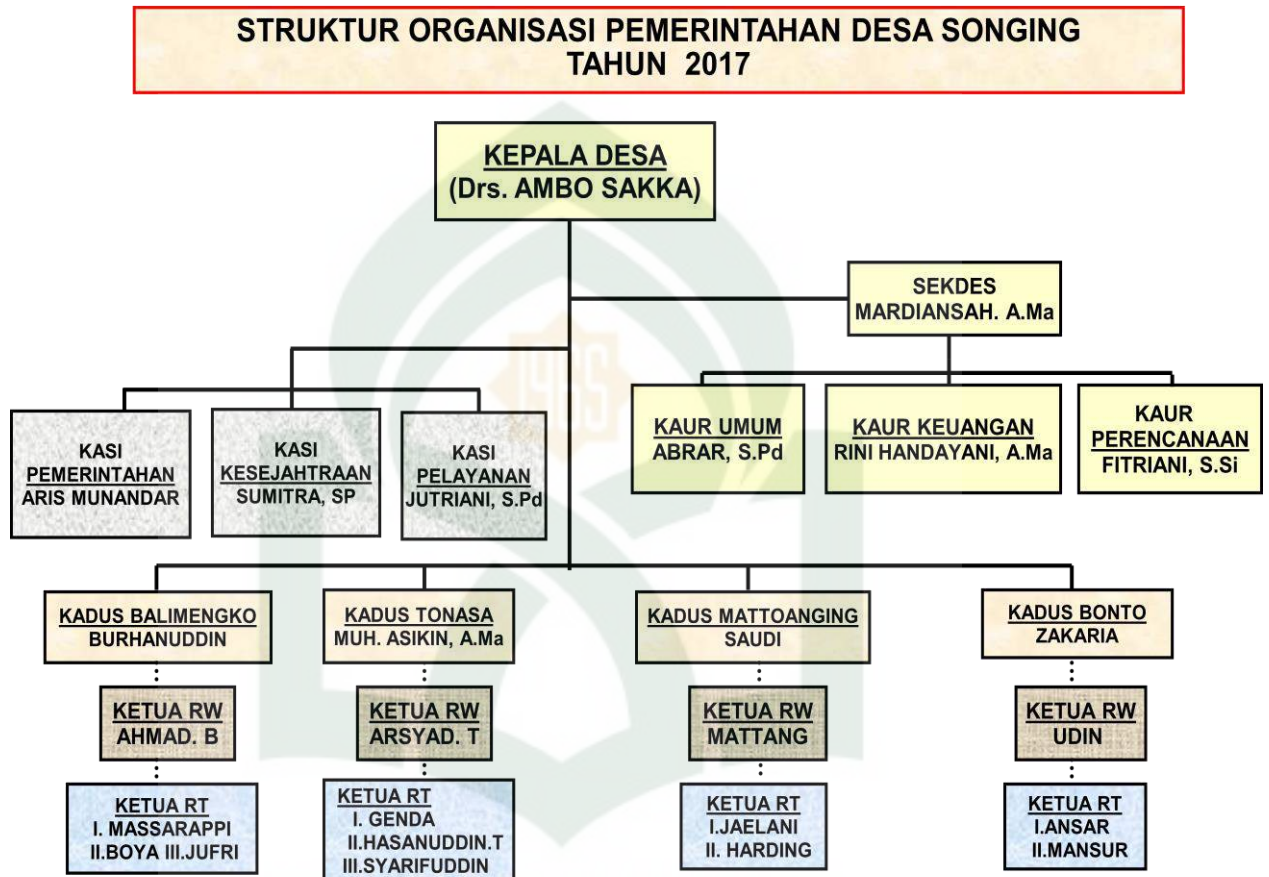 STRUKTUR ORGANISASI PEMERINTAHAN DESA SONGING
TAHUN 2017
KEPALA DESA
(Drs. AMBO SAKKA)
SEKDES
MARDIANSAH. A.Ma
KASI
PEMERINTAHAN
ARIS MUNANDAR
KASI
KESEJAHTRAAN
SUMITRA, SP
KASI
PELAYANAN
JUTRIANI, S.Pd
KAUR UMUM
ABRAR, S.Pd
KAUR KEUANGAN
RINI HANDAYANI, A.Ma
KAUR
PERENCANAAN
FITRIANI, S.Si
1965
KADUS BALIMENGKO
BURHANUDDIN
KADUS TONASA
MUH. ASIKIN, A.Ma
KADUS MATTOANGING
SAUDI
KADUS BONTO
ZAKARIA
KETUA RW
AHMAD. B
KETUA RW
ARSYAD. T
KETUA RW
MATTANG
KETUA RW
UDIN
KETUA RT
I. MASSARAPPI
II.BOYA III.JUFRI
KETUA RT
I. GENDA
II.HASANUDDIN.T
III.SYARIFUDDIN
KETUA RT
I.JAELANI
II. HARDING
KETUA RT
I.ANSAR
II.MANSUR